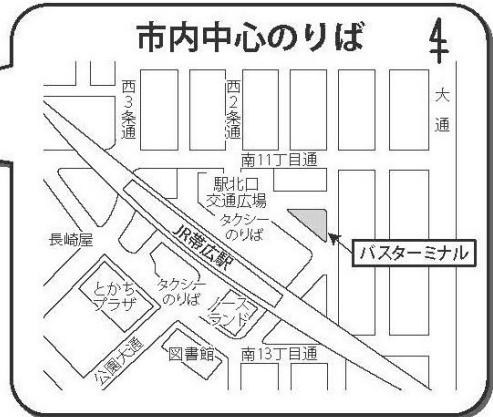 市内中心のりば
西3条通
西2条通
大通
南11丁目通
駅北口
交通広場
タクシー
のりば
JR帯広駅
バスターミナル
長崎屋
とかち
プラザ
タクシー
のりば
ノース
ランド
公園大通
図書館
南13丁目通